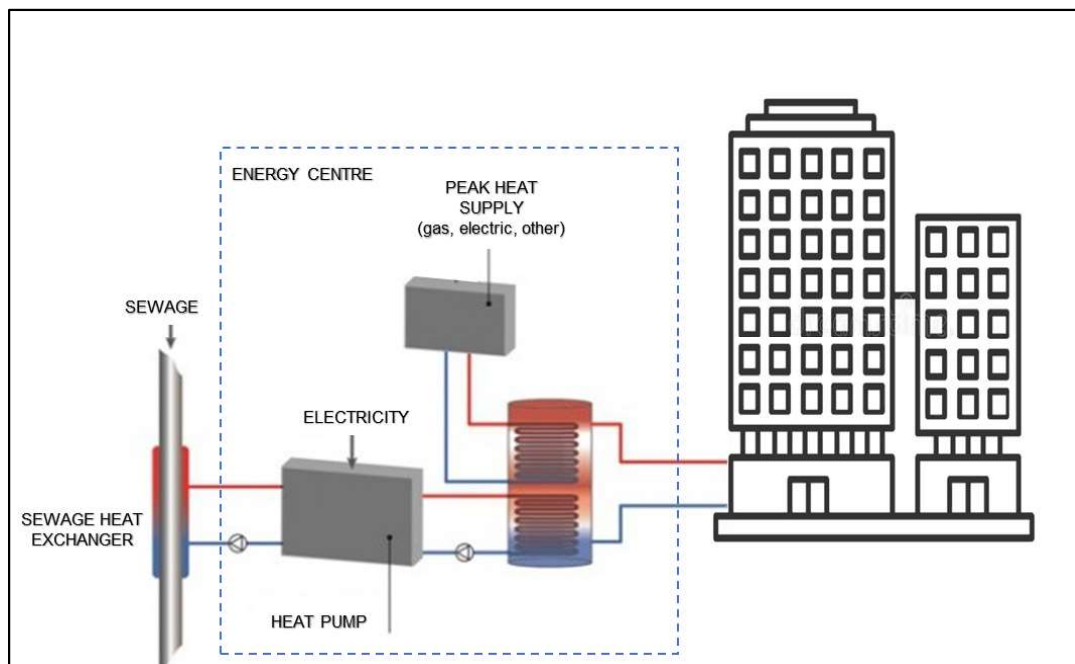 ENERGY CENTRE
PEAK HEAT
SUPPLY
(gas, electric, other)
SEWAGE
ELECTRICITY
SEWAGE HEAT
EXCHANGER
HEAT PUMP